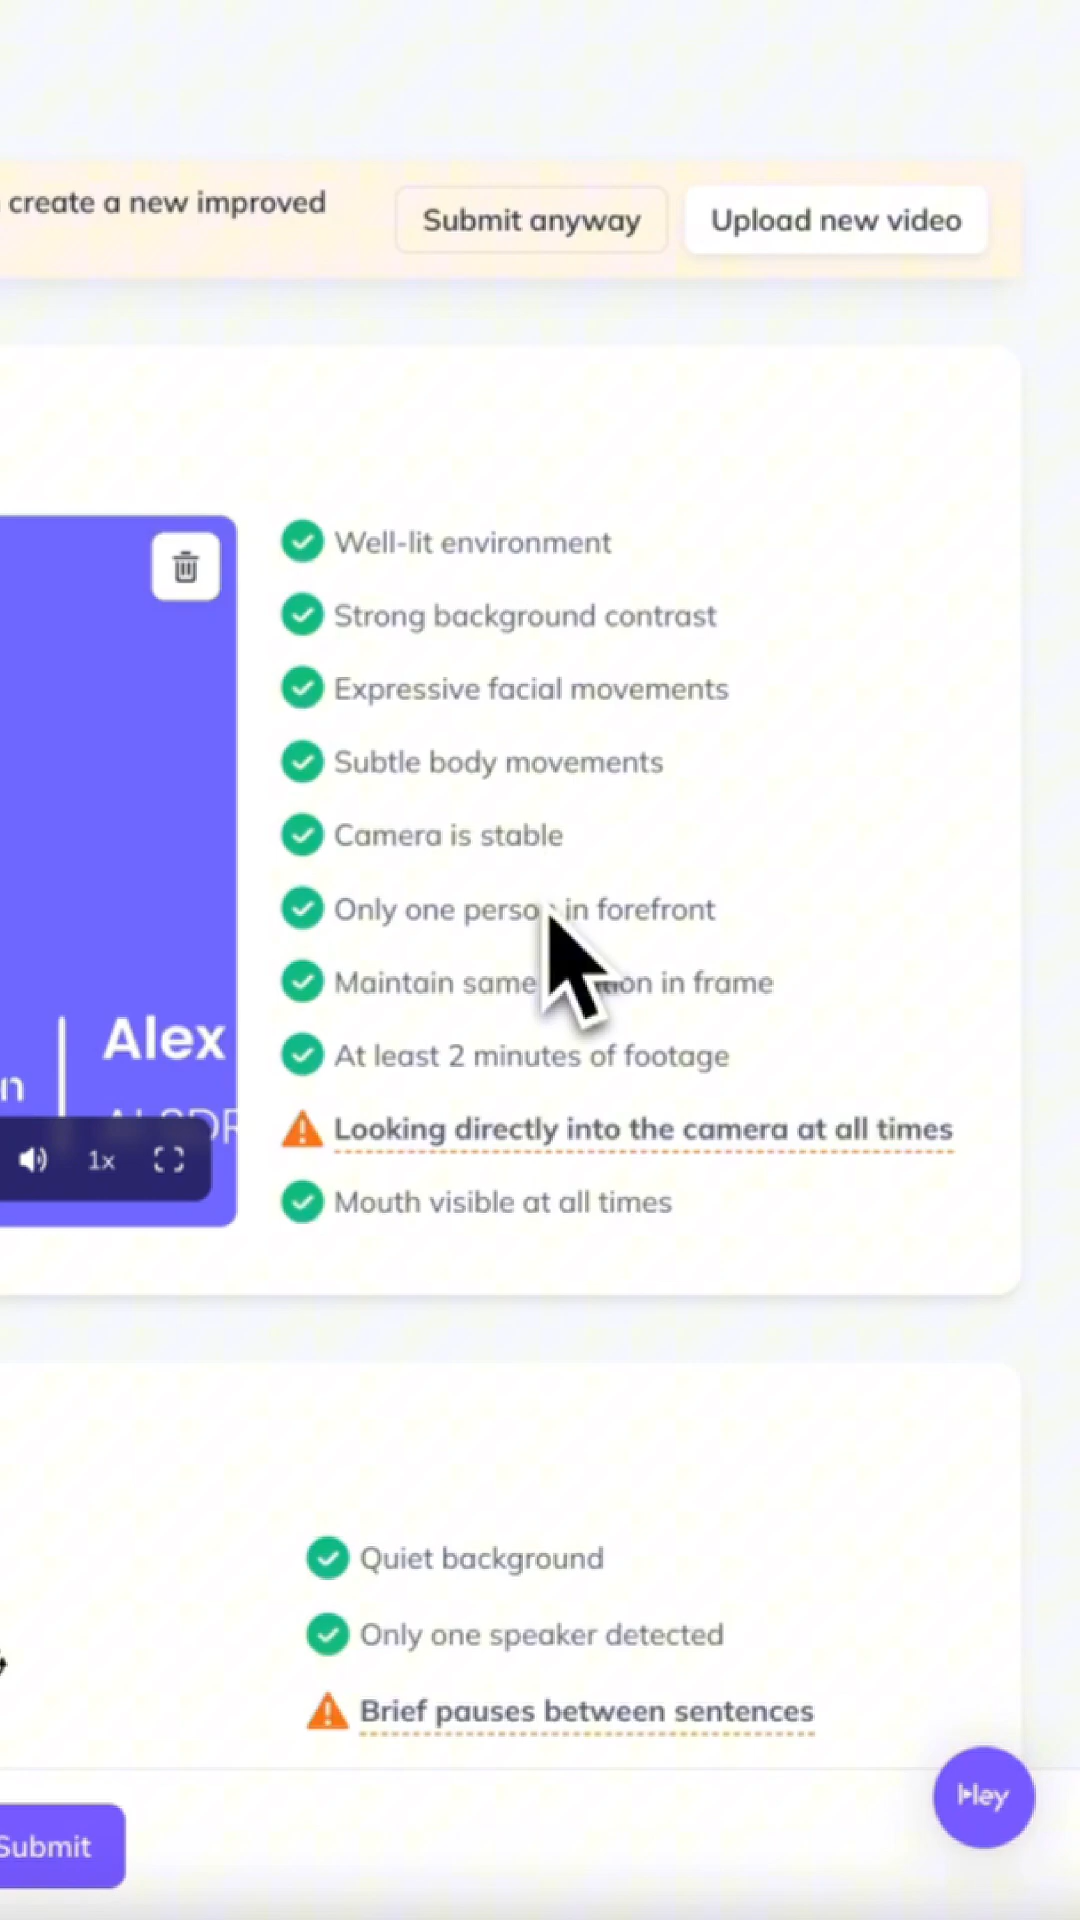 create a new improved
Submit anyway
Upload new video
Well-lit environment
Strong background contrast
Expressive facial movements
Subtle body movements
Camera is stable
Only one person in forefront
Maintain same in frame
At least 2 minutes of footage
Alex
Looking directly into the camera at all times
1x
Mouth visible at all times
Quiet background
Only one speaker detected
Brief pauses between sentences
Hey
Submit